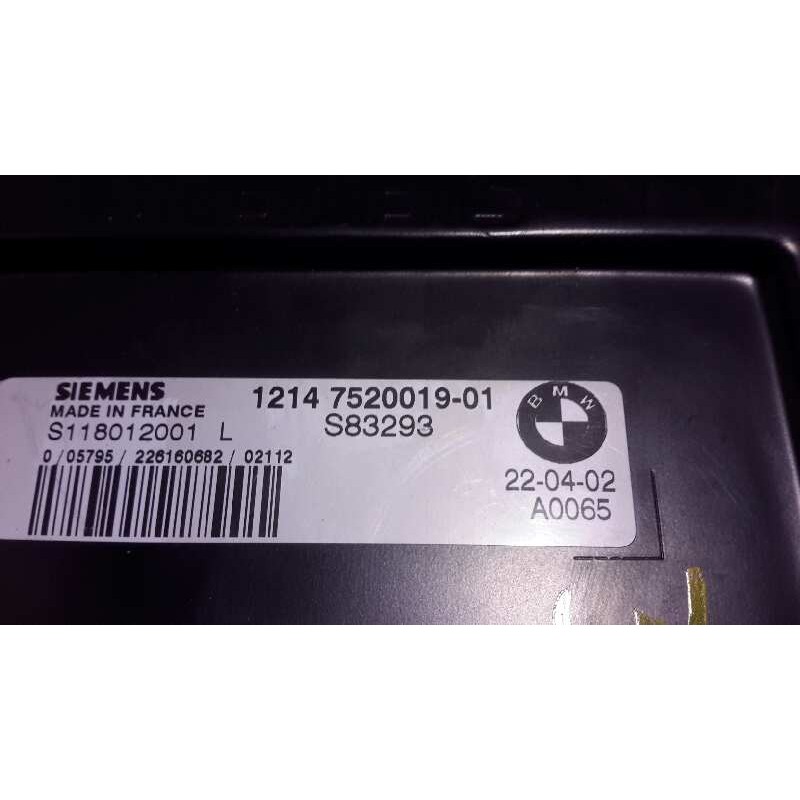 SIEMENS
MADE IN FRANCE
S118012001 L
0/05795/226160682/02112
1214 7520019-01
S83293
BMW
22-04-02
A0065